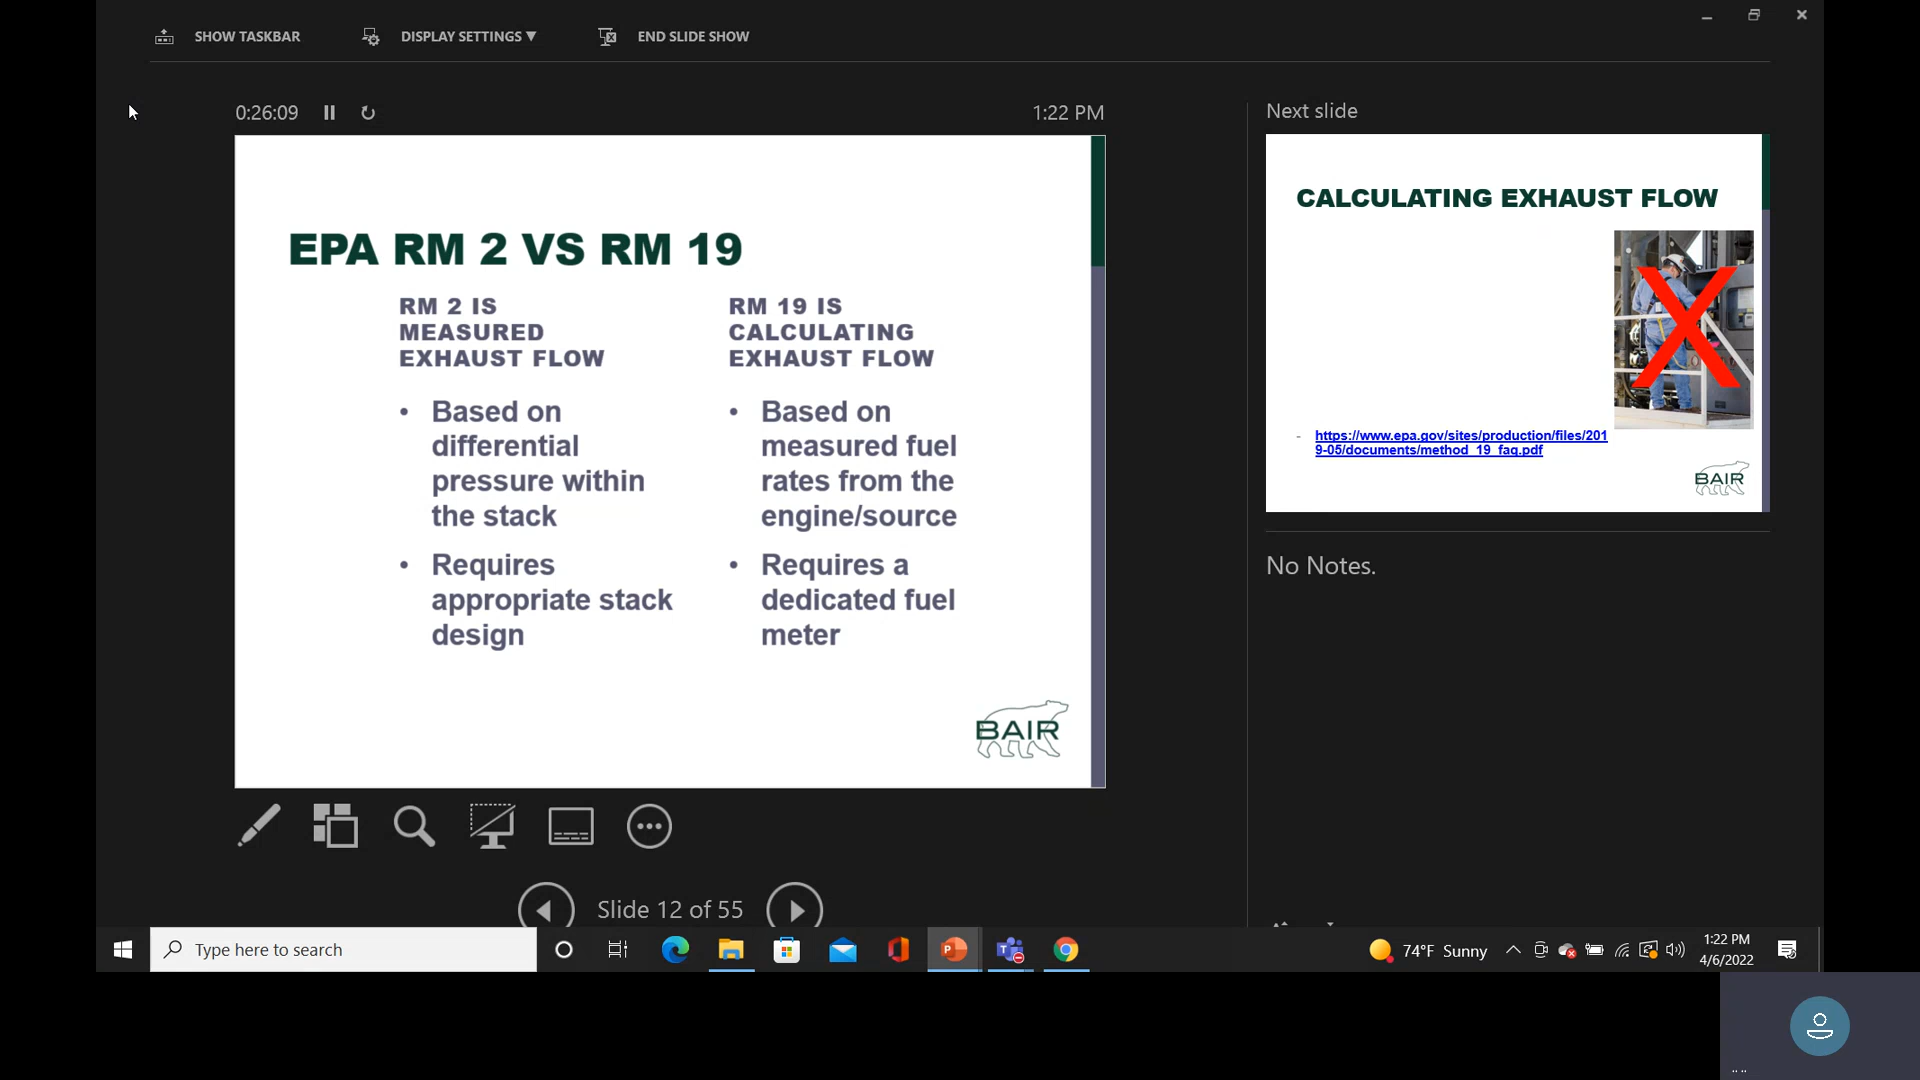 SHOW TASKBAR
DISPLAY SETTINGS ▼
END SLIDE SHOW
0:26:09
1:22 PM
EPA RM 2 VS RM 19
RM 2 IS
MEASURED
EXHAUST FLOW
• Based on
differential
pressure within
the stack
• Requires
appropriate stack
design
RM 19 IS
CALCULATING
EXHAUST FLOW
• Based on
measured fuel
rates from the
engine/source
• Requires a
dedicated fuel
meter
BAIR
Next slide
CALCULATING EXHAUST FLOW
X
- https://www.epa.gov/sites/production/files/201
9-05/documents/method_19_faq.pdf
BAIR
No Notes.
Slide 12 of 55
Type here to search
74°F Sunny
1:22 PM
4/6/2022